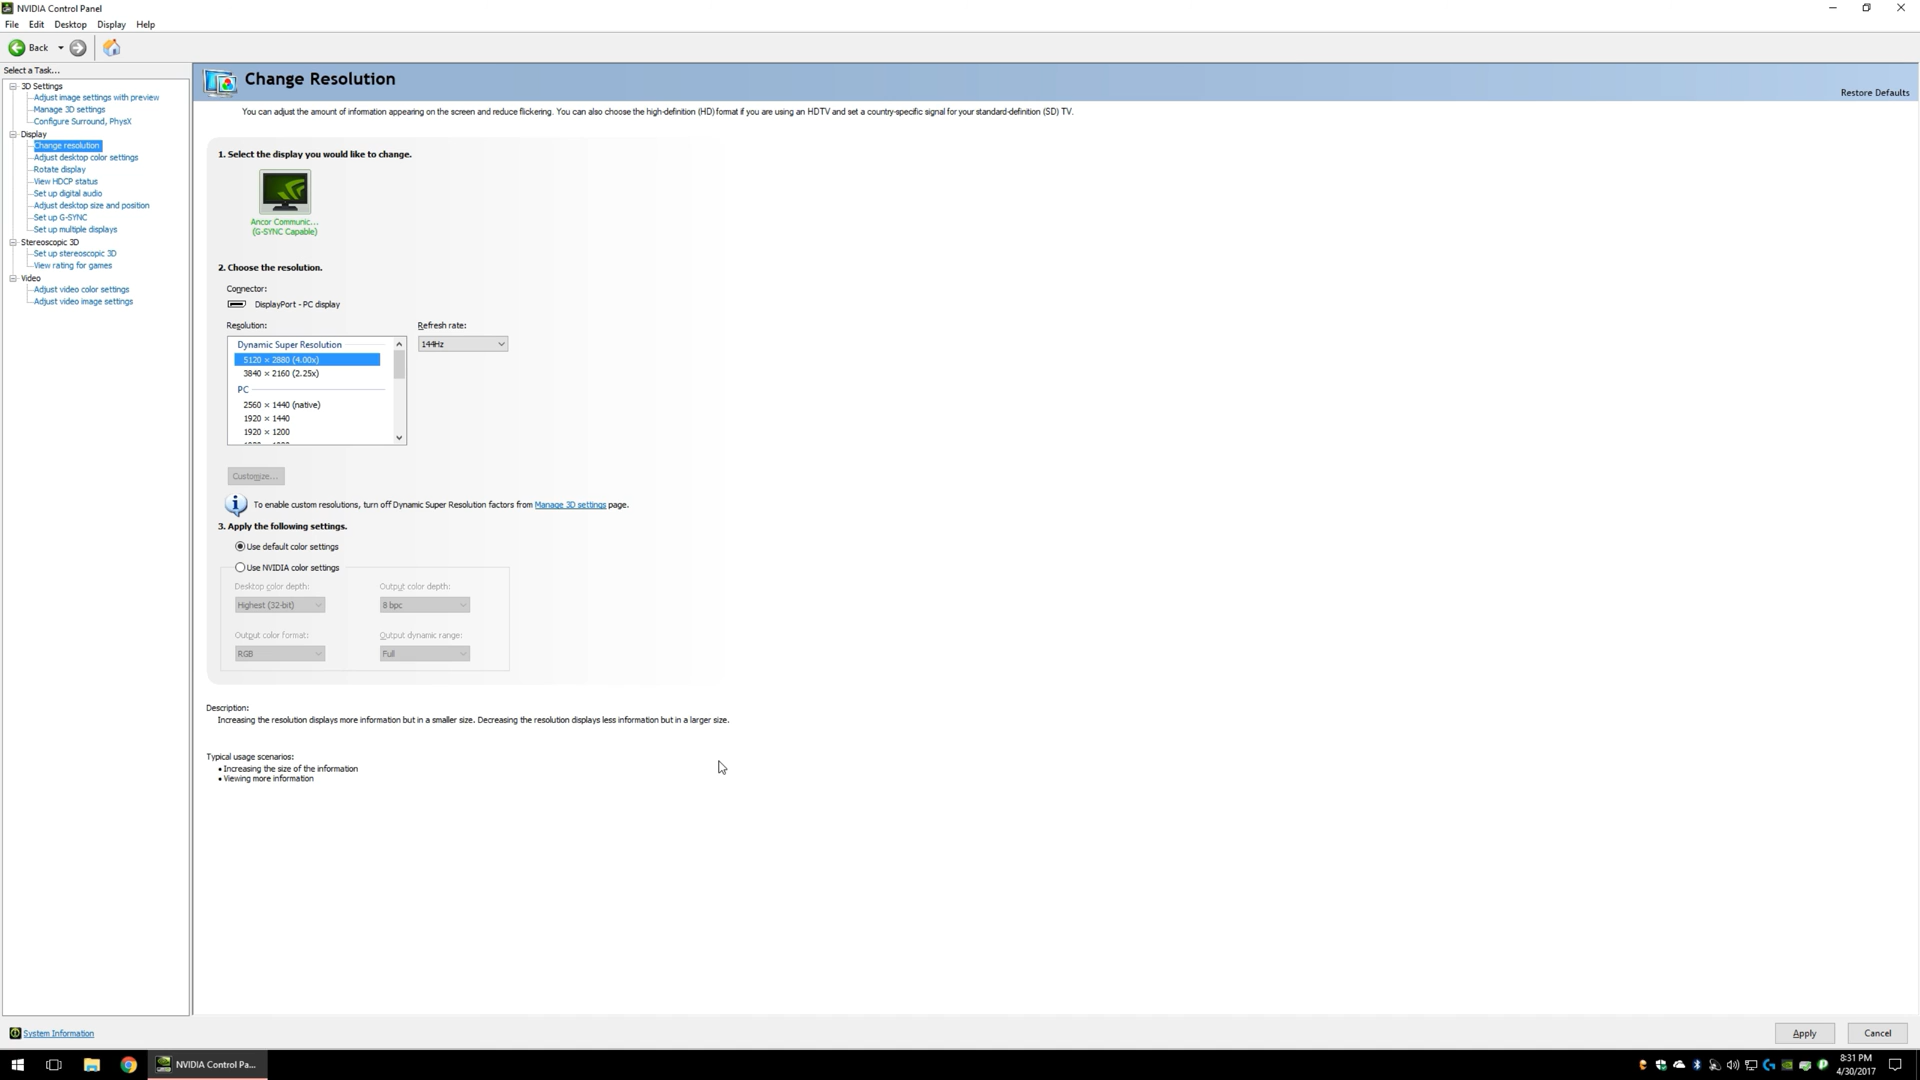 NVIDIA Control Panel
File Edit Desktop Display Help
Back
Select a Task...
3D Settings
Adjust image settings with preview
Manage 3D settings
Configure Surround, PhysX
Display
Change resolution
Adjust desktop color settings
Rotate display
View HDCP status
Set up digital audio
Adjust desktop size and position
Set up G-SYNC
Set up multiple displays
Stereoscopic 3D
Set up stereoscopic 3D
View rating for games
Video
Adjust video color settings
Adjust video image settings
System Information
Change Resolution
Restore Defaults
You can adjust the amount of information appearing on the screen and reduce flickering. You can also choose the high-definition (HD) format if you are using an HDTV and set a country-specific signal for your standard-definition (SD) TV.
1. Select the display you would like to change.
Ancor Communic...
(G-SYNC Capable)
2. Choose the resolution.
Connector:
DisplayPort - PC display
Resolution:
Refresh rate:
144Hz
Dynamic Super Resolution
5120 × 2880 (4.00x)
3840 × 2160 (2.25x)
PC
2560 × 1440 (native)
1920 × 1440
1920 × 1200
Customize...
To enable custom resolutions, turn off Dynamic Super Resolution factors from Manage 3D settings page.
3. Apply the following settings.
Use default color settings
Use NVIDIA color settings
Desktop color depth: Output color depth:
Highest (32-bit) 8 bpc
Output color format: Output dynamic range:
RGB Full
Description:
Increasing the resolution displays more information but in a smaller size. Decreasing the resolution displays less information but in a larger size.
Typical usage scenarios:
• Increasing the size of the information
• Viewing more information
Apply Cancel
NVIDIA Control Pa...
8:31 PM
4/30/2017